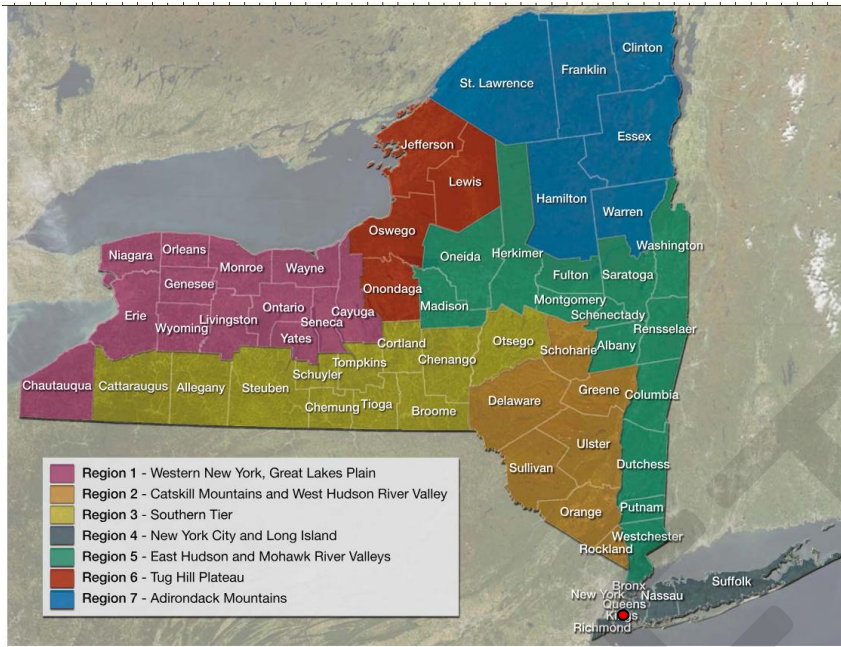 Clinton
Franklin
St. Lawrence
Essex
Jefferson
Lewis
Hamilton
Warren
Oswego
Washington
Niagara
Orleans
Monroe
Wayne
Oneida
Herkimer
Genesee
Fulton
Saratoga
Onondaga
Madison
Montgomery
Erie
Wyoming
Livingston
Ontario
Seneca
Cayuga
Yates
Schenectady
Rensselaer
Cortland
Otsego
Schoharie
Albany
Tompkins
Chenango
Schuyler
Chautauqua
Cattaraugus
Allegany
Steuben
Chemung
Tioga
Broome
Delaware
Greene
Columbia
Ulster
Sullivan
Dutchess
Orange
Putnam
Westchester
Rockland
Region 1 - Western New York, Great Lakes Plain
Region 2 - Catskill Mountains and West Hudson River Valley
Region 3 - Southern Tier
Region 4 - New York City and Long Island
Region 5 - East Hudson and Mohawk River Valleys
Region 6 - Tug Hill Plateau
Region 7 - Adirondack Mountains
Bronx
New York
Nassau
Suffolk
Queens
Kings
Richmond